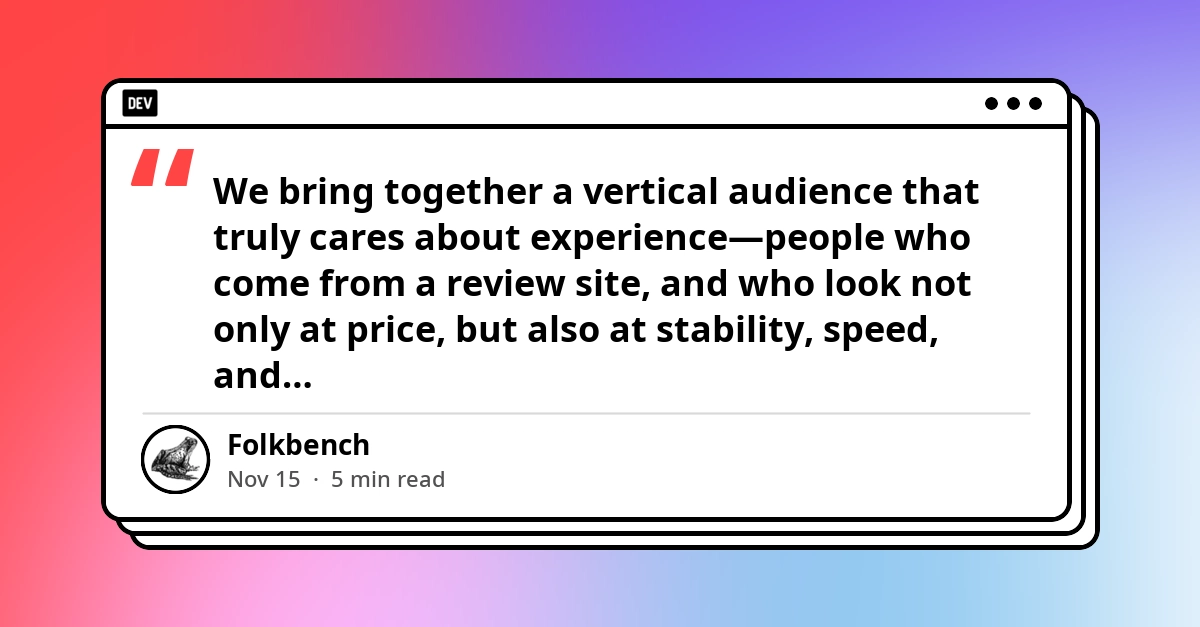 DEV
We bring together a vertical audience that
truly cares about experience—people who
come from a review site, and who look not
only at price, but also at stability, speed,
and...
Folkbench
Nov 15 · 5 min read